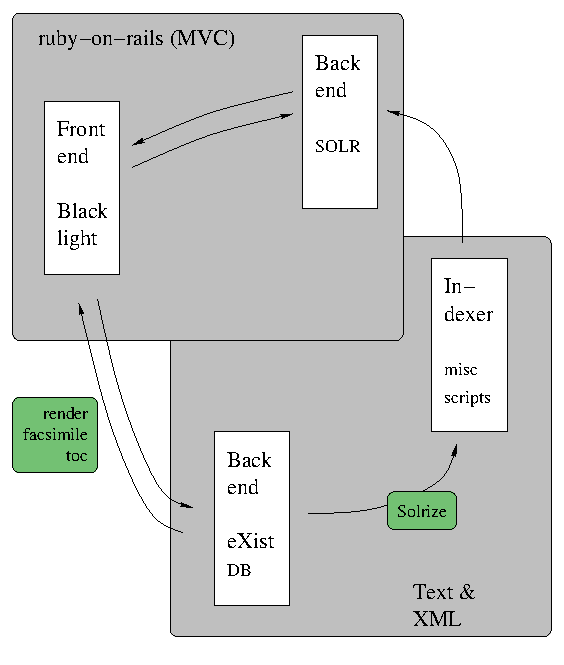 ruby−on−rails (MVC)
Back
end
SOLR
Front
end
Black
light
In−
dexer
misc
scripts
render
facsimile
toc
Back
end
eXist
DB
Solrize
Text &
XML